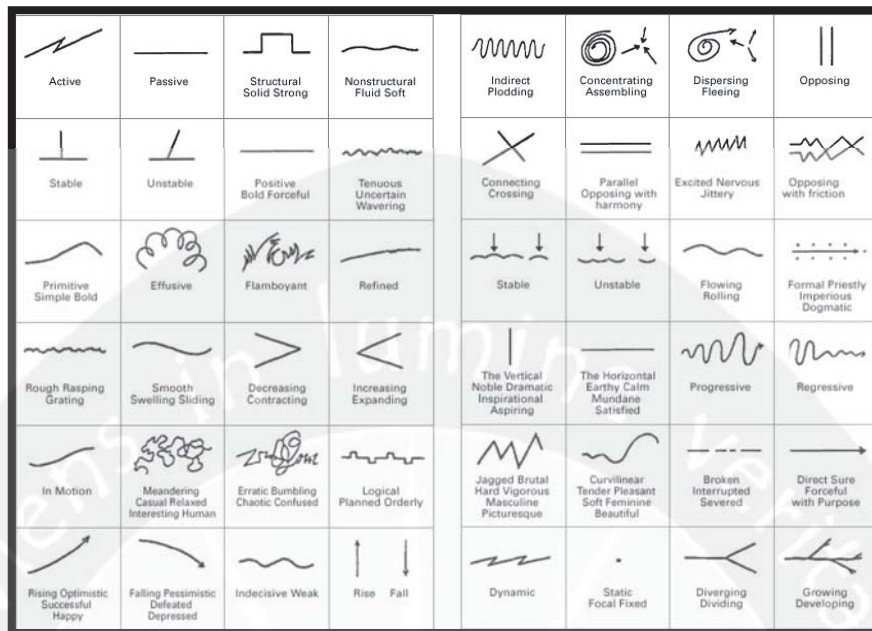 Active
Passive
Structural
Solid Strong
Nonstructural
Fluid Soft
Indirect
Plodding
Concentrating
Assembling
Dispersing
Fleeing
Opposing
Stable
Unstable
Positive
Bold Forceful
Tenuous
Uncertain
Wavering
Connecting
Crossing
Parallel
Opposing with
harmony
Excited Nervous
Jittery
Opposing
with friction
Primitive
Simple Bold
Effusive
Flamboyant
Refined
Stable
Unstable
Flowing
Rolling
Formal Priestly
Imperious
Dogmatic
Rough Rasping
Grating
Smooth
Swelling Sliding
Decreasing
Contracting
Increasing
Expanding
The Vertical
Noble Dramatic
Inspirational
Aspiring
The Horizontal
Earthy Calm
Mundane
Satisfied
Progressive
Regressive
In Motion
Meandering
Casual Relaxed
Interesting Human
Erratic Bumbling
Chaotic Confused
Logical
Planned Orderly
Jagged Brutal
Hard Vigorous
Masculine
Picturesque
Curvilinear
Tender Pleasant
Soft Feminine
Beautiful
Broken
Interrupted
Severed
Direct Sure
Forceful
with Purpose
Rising Optimistic
Successful
Happy
Falling Pessimistic
Defeated
Depressed
Indecisive Weak
Rise Fall
Dynamic
Static
Focal Fixed
Diverging
Dividing
Growing
Developing
in lumin